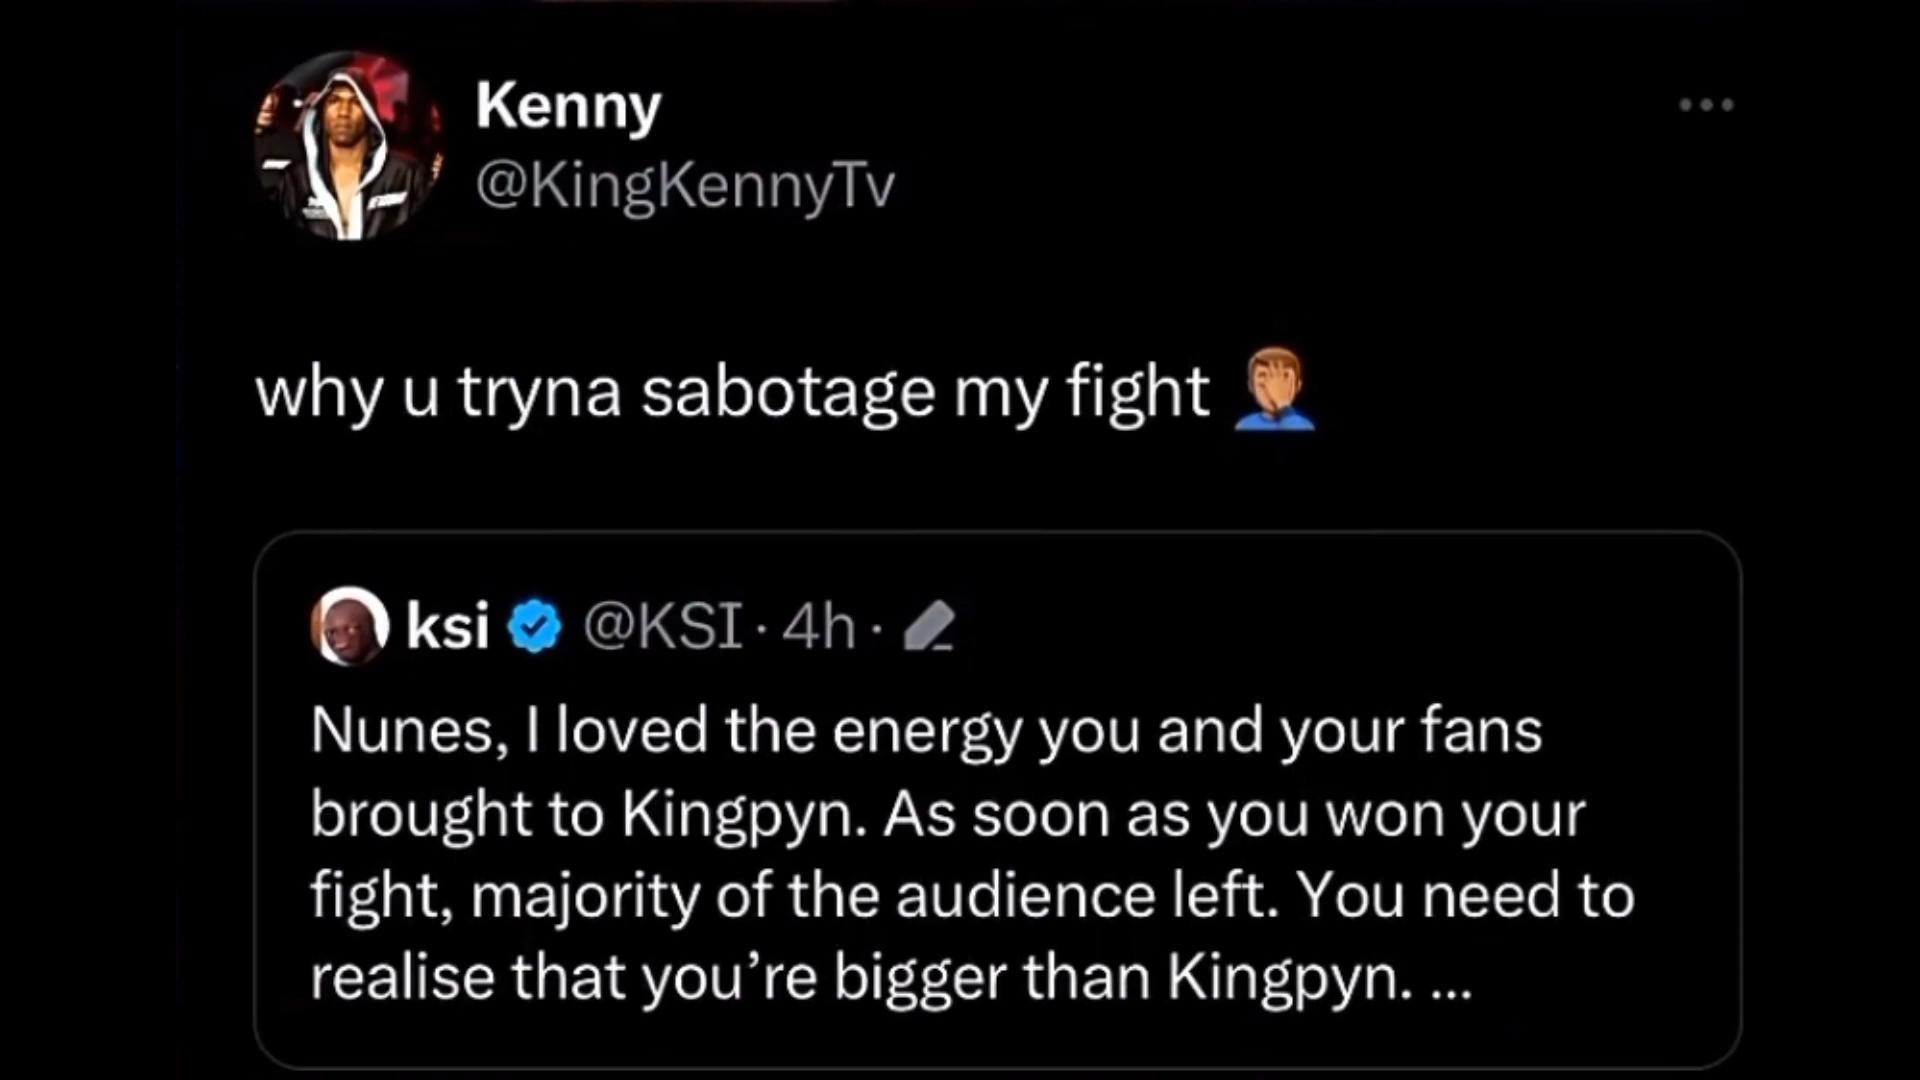 Kenny
@KingKennyTv
why u tryna sabotage my fight 🤦🏽‍♂️
ksi @KSI · 4h ·
Nunes, I loved the energy you and your fans
brought to Kingpyn. As soon as you won your
fight, majority of the audience left. You need to
realise that you’re bigger than Kingpyn. ...